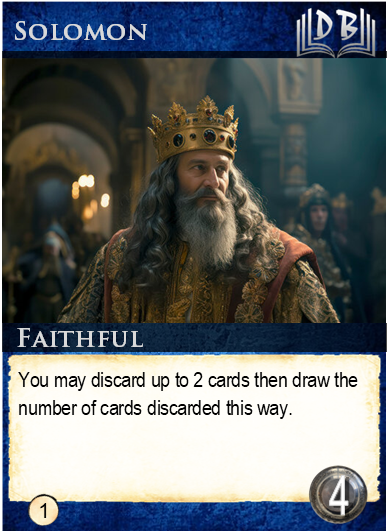 SOLOMON
DB
FAITHFUL
You may discard up to 2 cards then draw the
number of cards discarded this way.
1
4